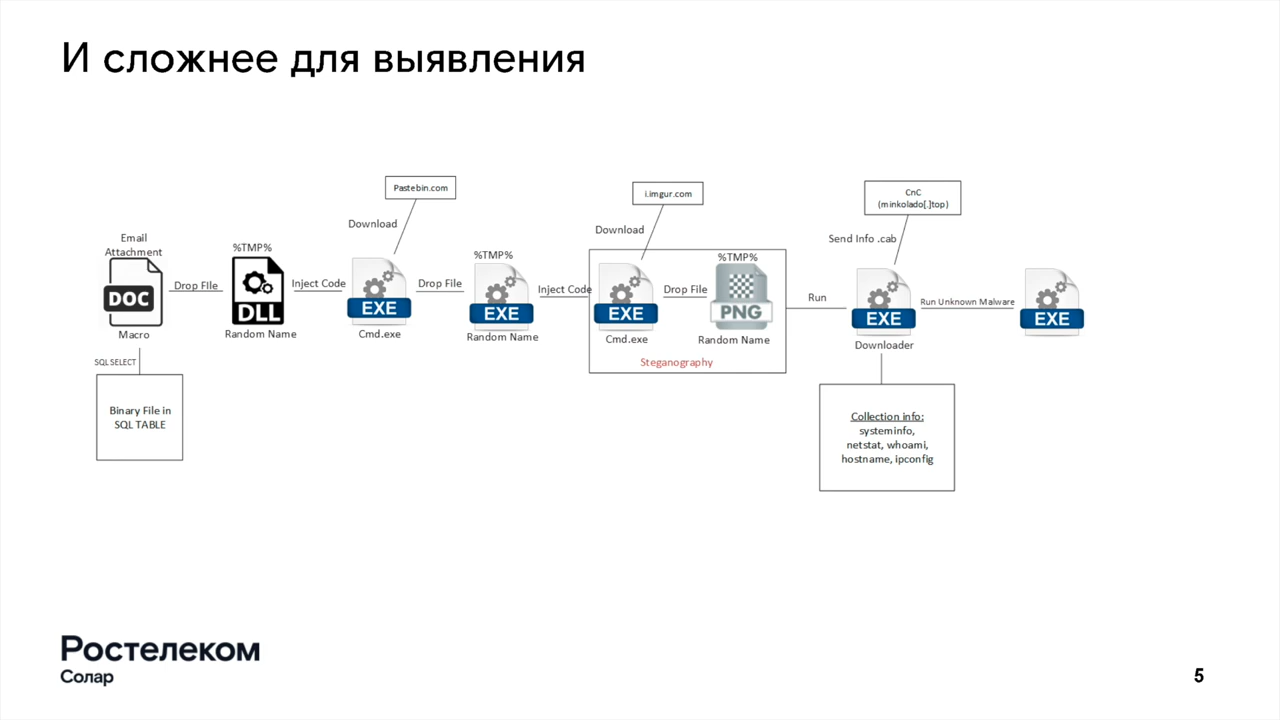 И сложнее для выявления
Pastebin.com
i.imgur.com
CnC
(minkolado[.]top)
Download
Download
Send Info .cab
Email
Attachment
%TMP%
%TMP%
%TMP%
DOC
Drop FIle
DLL
Inject Code
EXE
Drop File
EXE
Inject Code
EXE
Drop File
PNG
Run
EXE
Run Unknown Malware
EXE
Macro
Random Name
Cmd.exe
Random Name
Cmd.exe
Random Name
Downloader
SQL SELECT
Steganography
Binary File in
SQL TABLE
Collection info:
systeminfo,
netstat, whoami,
hostname, ipconfig
Ростелеком
Солар
5